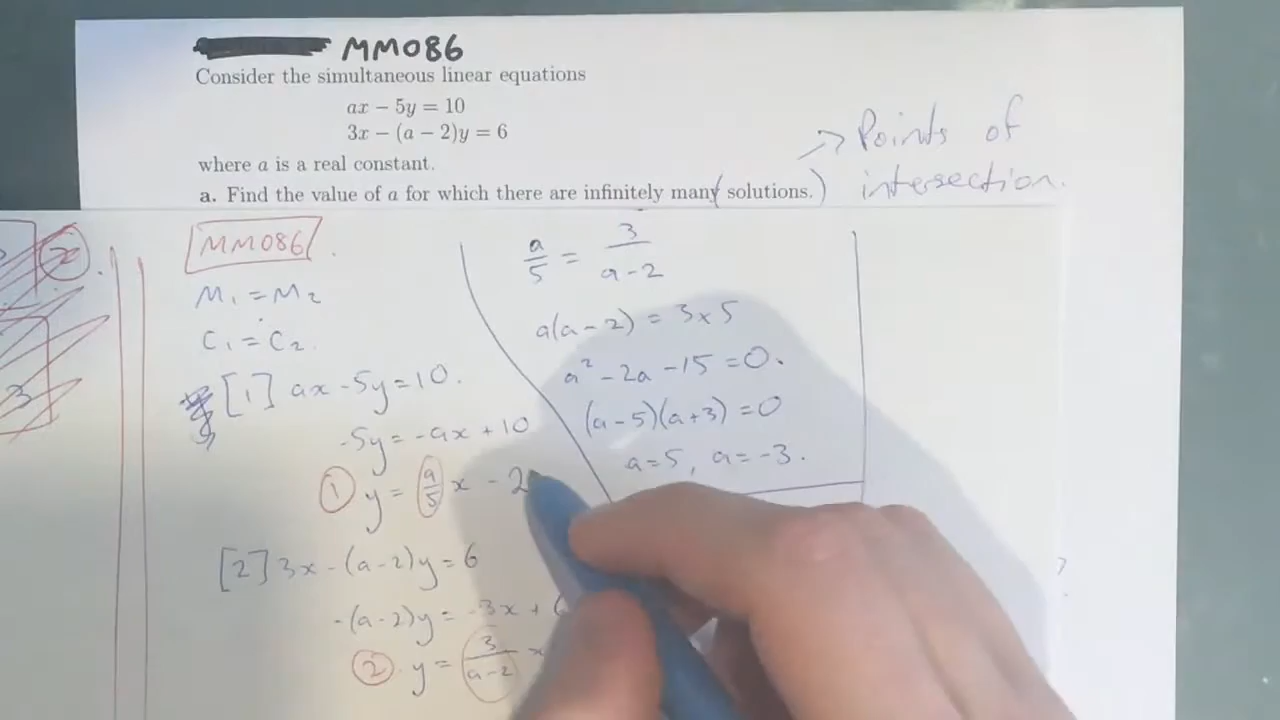 MM086
Consider the simultaneous linear equations
ax − 5y = 10
3x − (a − 2)y = 6
where a is a real constant.
a. Find the value of a for which there are infinitely many (solutions.)
→ Points of
intersection.
MM086
M₁ = M₂
C₁ = C₂.
[1] ax - 5y = 10.
-5y = -ax + 10
① y = a/5 x - 2
[2] 3x - (a-2)y = 6
-(a-2)y = -3x +
② y = 3/(a-2) x
a/5 = 3/(a-2)
a(a-2) = 3×5
a² - 2a - 15 = 0.
(a-5)(a+3) = 0
a=5, a=-3.
x
3